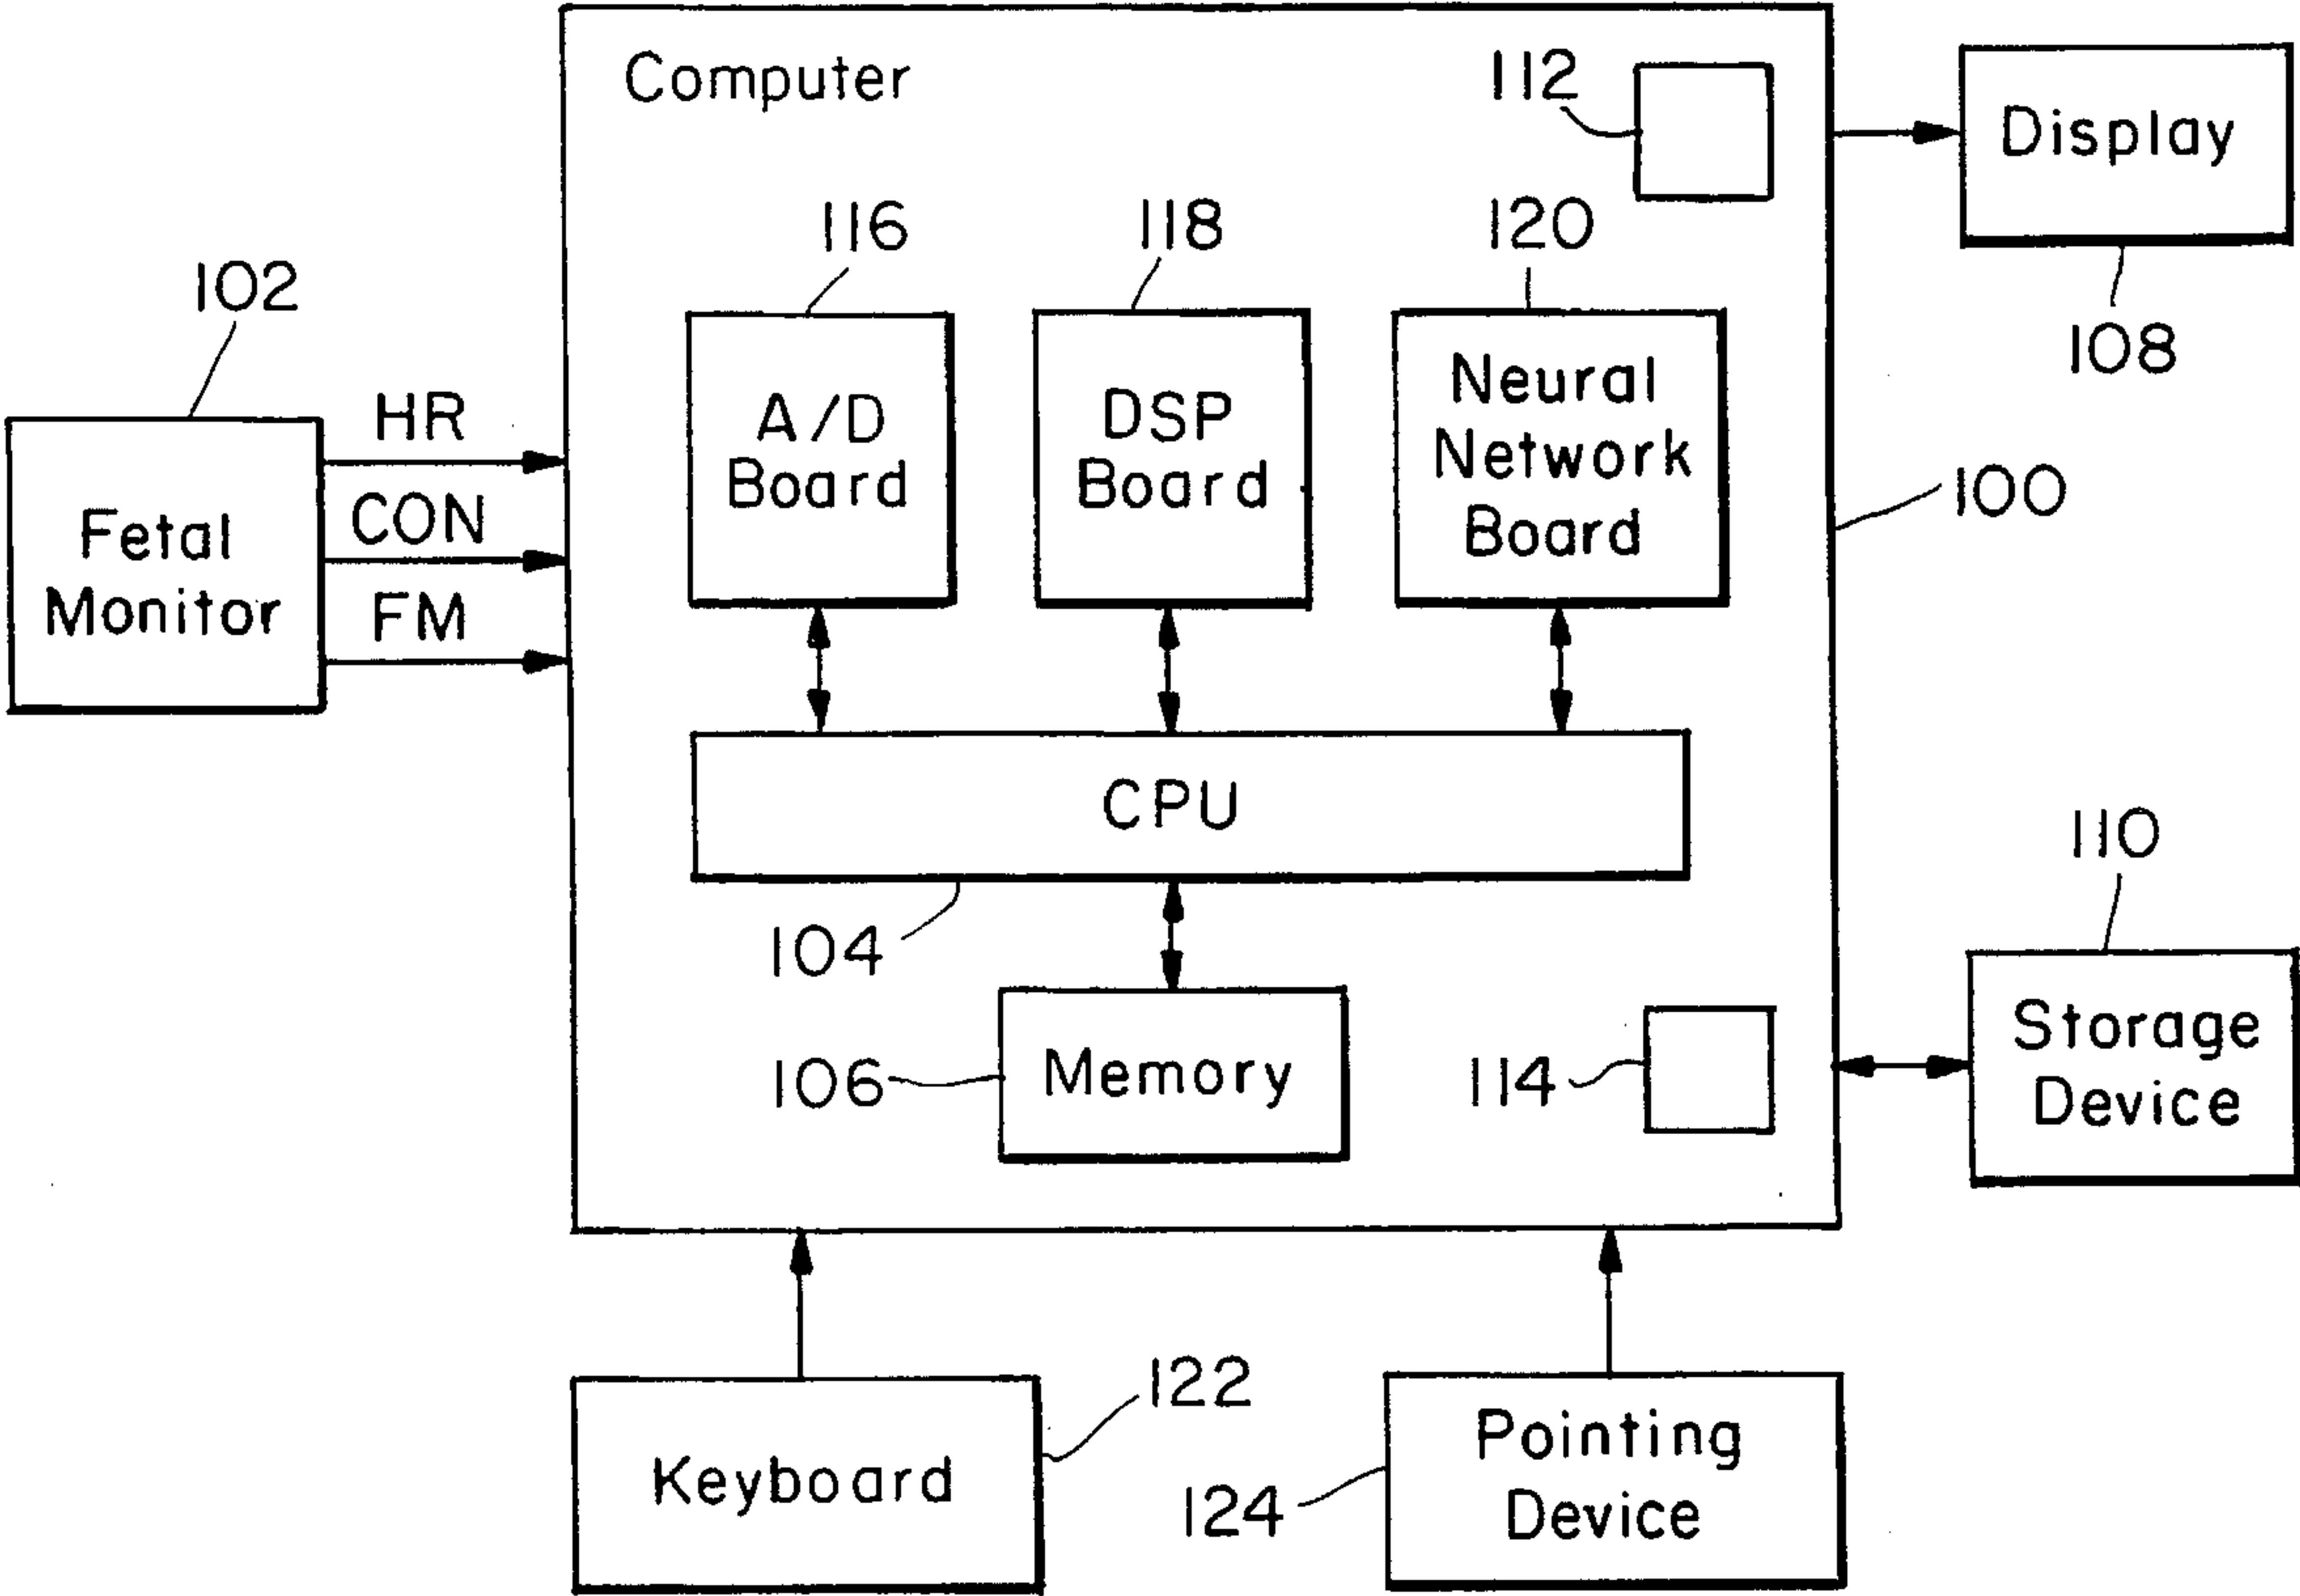 Computer
112
Display
108
116
118
120
102
HR
CON
FM
Fetal
Monitor
A/D
Board
DSP
Board
Neural
Network
Board
100
CPU
104
110
Storage
Device
106
Memory
114
122
Keyboard
124
Pointing
Device